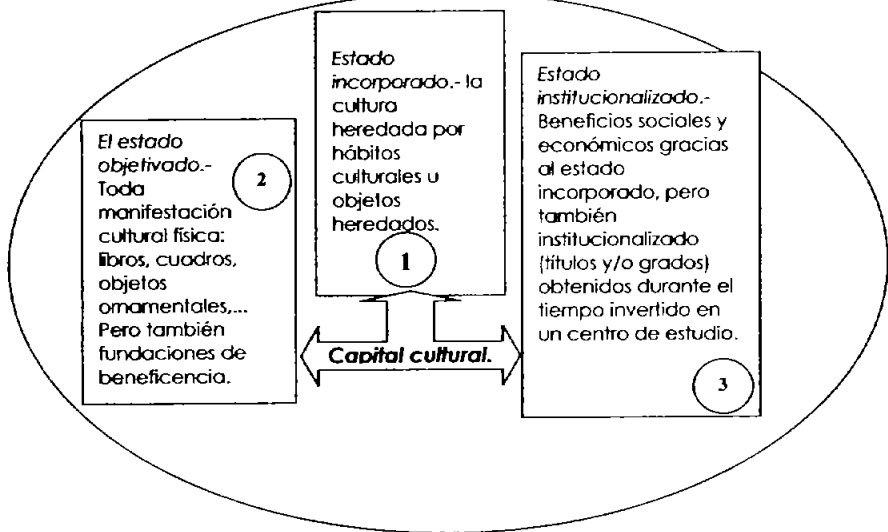 Estado
incorporado.- la
cultura
heredada por
hábitos
culturales u
objetos
heredados.
1
El estado
objetivado.-
Toda
manifestación
cultural física:
libros, cuadros,
objetos
ornamentales,...
Pero también
fundaciones de
beneficencia.
2
Estado
institucionalizado.-
Beneficios sociales y
económicos gracias
al estado
incorporado, pero
también
institucionalizado
(títulos y/o grados)
obtenidos durante el
tiempo invertido en
un centro de estudio.
3
Capital cultural.